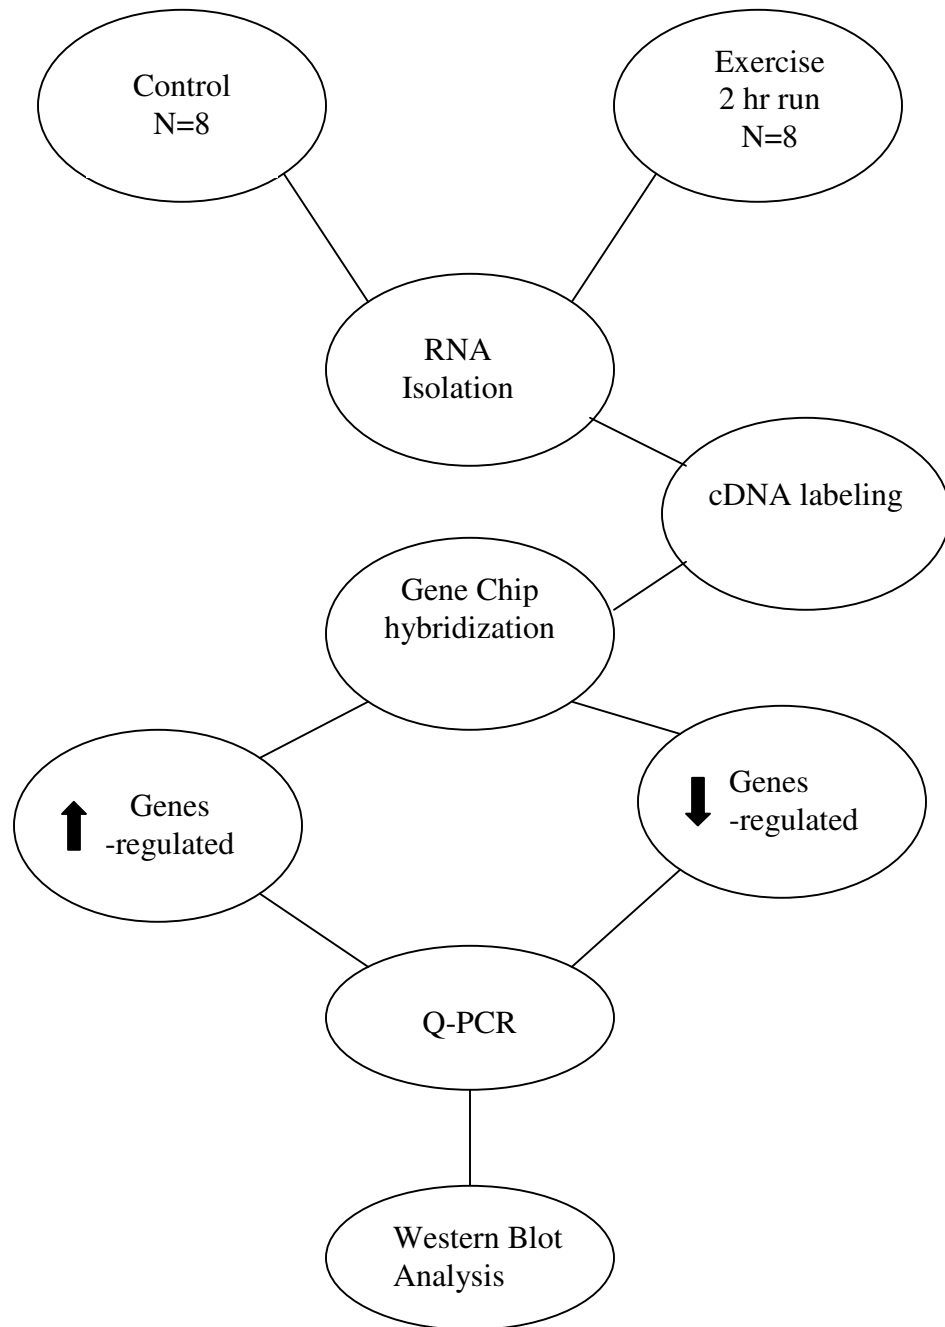 Control
N=8
Exercise
2 hr run
N=8
RNA
Isolation
cDNA labeling
Gene Chip
hybridization
Genes
-regulated
Genes
-regulated
Q-PCR
Western Blot
Analysis